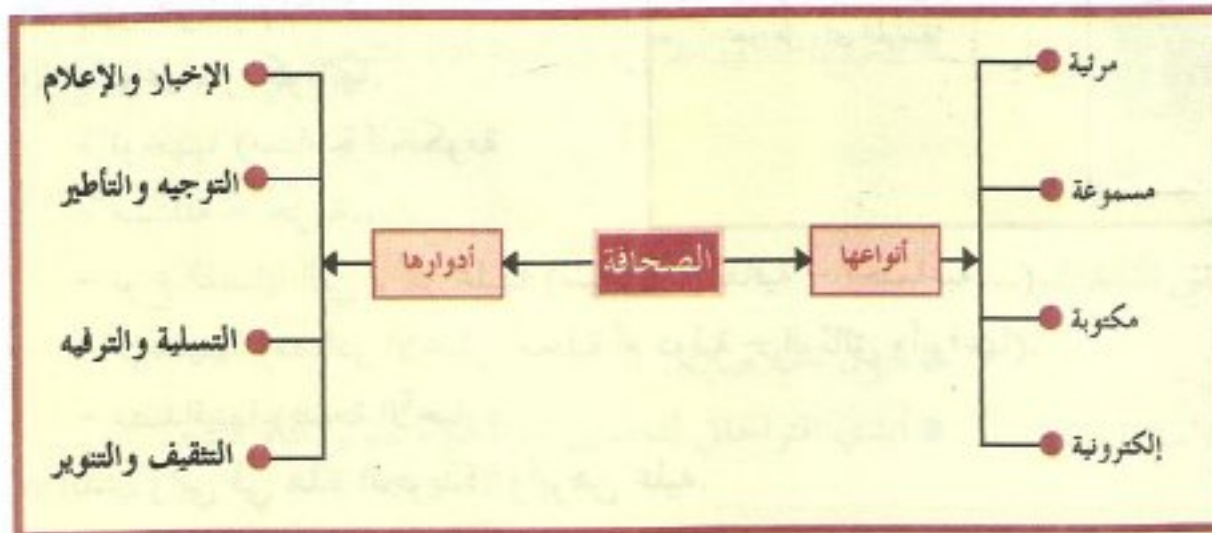 مرئية
الإخبار والإعلام
مسموعة
التوجيه والتأطير
أنواعها
الصحافة
أدوارها
مكتوبة
التسلية والترفيه
إلكترونية
التثقيف والتنوير